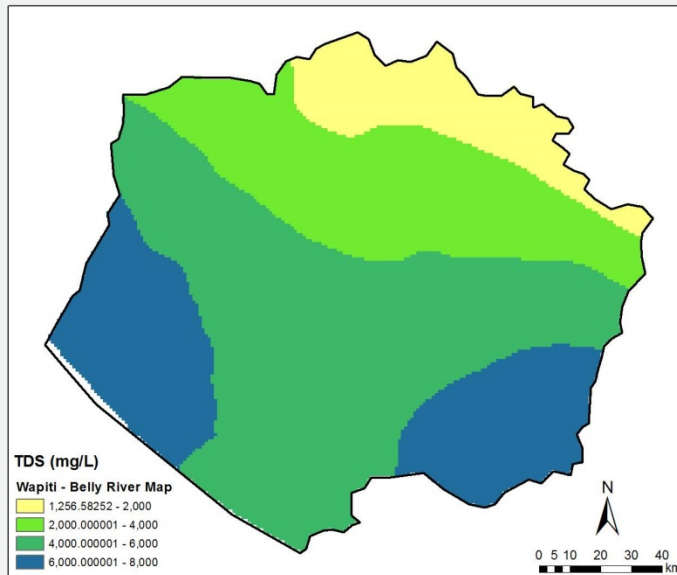 TDS (mg/L)
Wapiti - Belly River Map
1,256.58252 - 2,000
2,000.000001 - 4,000
4,000.000001 - 6,000
6,000.000001 - 8,000
N
0 5 10 20 30 40
km